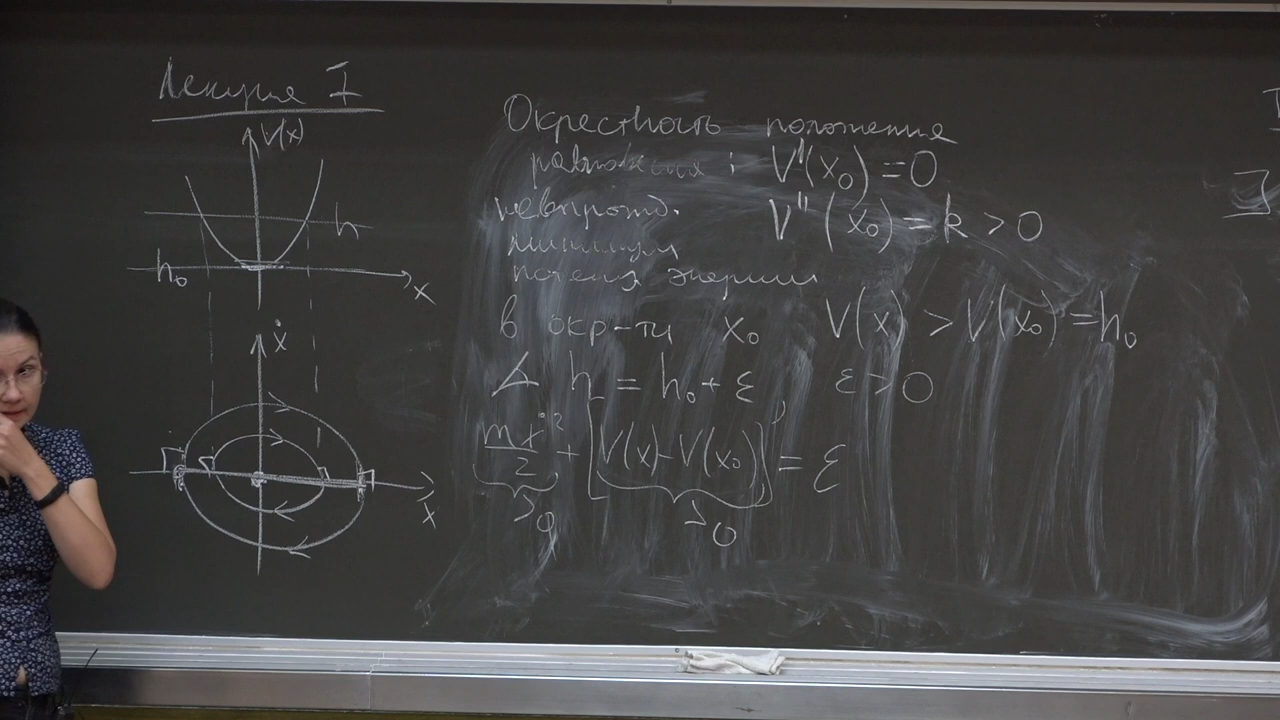 Лекция I
V(x)
h
h₀
x
ẋ
x
Окрестность положения
равновесия : V'(x₀) = 0
невырожд. V''(x₀) = k > 0
минимум
потенц. энергии
в окр-ти x₀ V(x) > V(x₀) = h₀
h = h₀ + ε, ε > 0
mẋ²/2 + [V(x) - V(x₀)] = ε
>0 >0